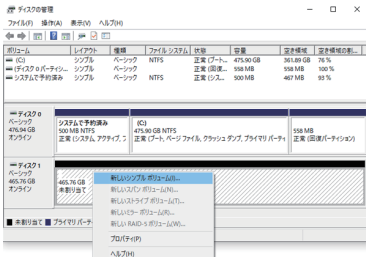 ディスクの管理
ファイル(F) 操作(A) 表示(V) ヘルプ(H)
ボリューム レイアウト 種類 ファイル システム 状態 容量 空き領域 空き領域の割...
(C:) シンプル ベーシック NTFS 正常 (ブート... 475.90 GB 361.89 GB 76 %
(ディスク 0 パーティシ... シンプル ベーシック 正常 (回復... 558 MB 558 MB 100 %
システムで予約済み シンプル ベーシック NTFS 正常 (シス... 500 MB 467 MB 93 %
ディスク 0
ベーシック
476.94 GB
オンライン
システムで予約済み
500 MB NTFS
正常 (システム, アクティブ, プ
(C:)
475.90 GB NTFS
正常 (ブート, ページ ファイル, クラッシュ ダンプ, プライマリ パーティ
558 MB
正常 (回復パーティション)
ディスク 1
ベーシック
465.76 GB
オンライン
465.76 GB
未割り当て
新しいシンプル ボリューム(I)...
新しいスパン ボリューム(N)...
新しいストライプ ボリューム(T)...
新しいミラー ボリューム(R)...
新しい RAID-5 ボリューム(W)...
プロパティ(P)
ヘルプ(H)
未割り当て プライマリ パーテ